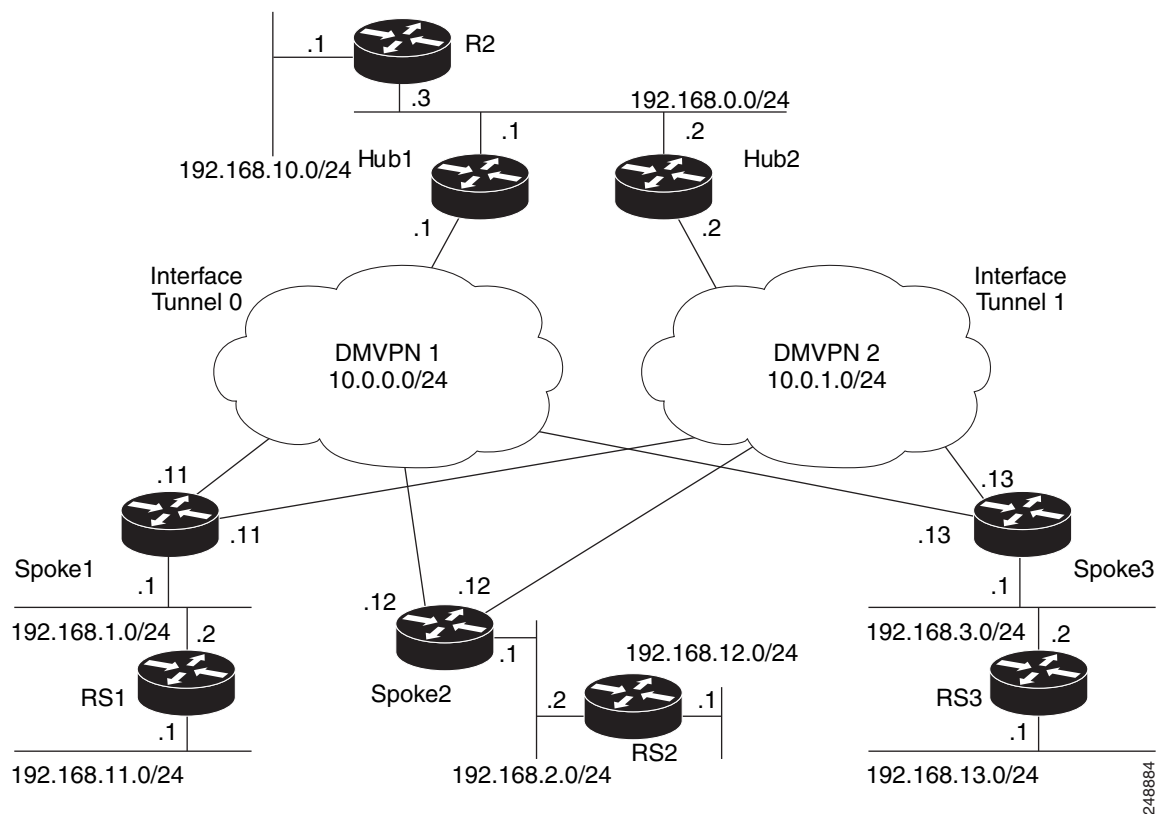 .1
R2
.3
192.168.0.0/24
.1
.2
192.168.10.0/24
Hub1
Hub2
.1
.2
Interface
Tunnel 0
Interface
Tunnel 1
DMVPN 1
10.0.0.0/24
DMVPN 2
10.0.1.0/24
.11
.11
.13
.13
Spoke1
.1
.12
.12
.1
Spoke3
192.168.1.0/24
.2
.1
192.168.12.0/24
192.168.3.0/24
.2
RS1
Spoke2
.2
.1
RS3
.1
RS2
.1
192.168.11.0/24
192.168.2.0/24
192.168.13.0/24
248884